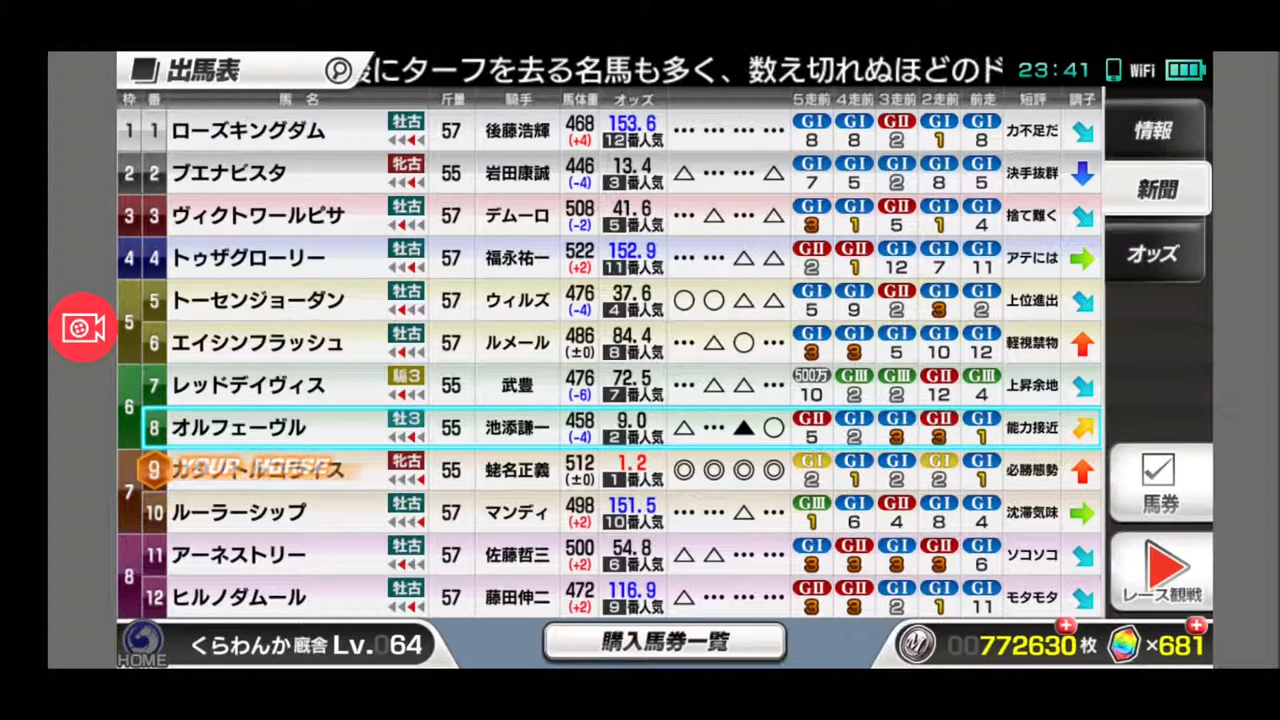 出馬表 にターフを去る名馬も多く、数え切れぬほどのド 23:41 WiFi
枠 番 馬名 斤量 騎手 馬体重 オッズ 5走前 4走前 3走前 2走前 前走 短評 調子
1 1 ローズキングダム 牡古 57 後藤浩輝 468 (+4) 153.6 12番人気 … … … … GI 8 GI 8 GII 2 GI 1 GI 8 力不足だ
2 2 ブエナビスタ 牝古 55 岩田康誠 446 (-4) 13.4 3番人気 △ … … △ GI 7 GI 5 GI 2 GI 8 GI 5 決手抜群
3 3 ヴィクトワールピサ 牡古 57 デムーロ 508 (-2) 41.6 5番人気 … △ … △ GI 3 GI 1 GII 5 GI 1 GI 4 捨て難く
4 4 トゥザグローリー 牡古 57 福永祐一 522 (+2) 152.9 11番人気 … … △ △ GII 2 GII 1 GI 12 GI 7 GI 11 アテには
5 5 トーセンジョーダン 牡古 57 ウィルズ 476 (-4) 37.6 4番人気 ○ ○ △ △ GI 5 GI 9 GII 2 GI 3 GI 2 上位進出
6 エイシンフラッシュ 牡古 57 ルメール 486 (±0) 84.4 8番人気 … △ ○ … GI 3 GI 3 GI 5 GI 10 GI 12 軽視禁物
6 7 レッドデイヴィス 騸3 55 武豊 476 (-6) 72.5 7番人気 … △ △ … 500万 10 GIII 2 GIII 2 GII 12 GIII 4 上昇余地
8 オルフェーヴル 牡3 55 池添謙一 458 (-4) 9.0 2番人気 △ … ▲ ○ GII 5 GI 2 GI 3 GII 3 GI 1 能力接近
7 9 YOUR HORSE 牝古 55 蛯名正義 512 (±0) 1.2 1番人気 ◎ ◎ ◎ ◎ GI 2 GI 1 GI 2 GI 2 GI 1 必勝態勢
10 ルーラーシップ 牡古 57 マンディ 498 (+2) 151.5 10番人気 … … △ … GIII 1 GI 6 GII 4 GI 8 GI 4 沈滞気味
8 11 アーネストリー 牡古 57 佐藤哲三 500 (+2) 54.8 6番人気 △ △ … … GI 3 GII 3 GI 3 GII 3 GI 6 ソコソコ
12 ヒルノダムール 牡古 57 藤田伸二 472 (+2) 116.9 9番人気 △ … … … GII 3 GII 3 GI 2 GI 1 GI 11 モタモタ
情報
新聞
オッズ
馬券
レース観戦
HOME くらわんか厩舎 Lv.064 購入馬券一覧 00772630枚 ×681